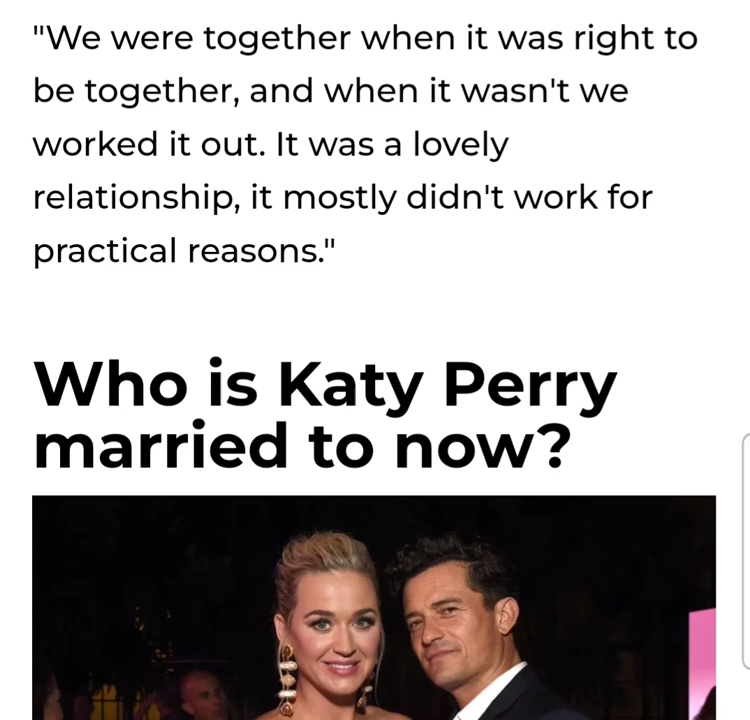 "We were together when it was right to
be together, and when it wasn't we
worked it out. It was a lovely
relationship, it mostly didn't work for
practical reasons."
Who is Katy Perry
married to now?